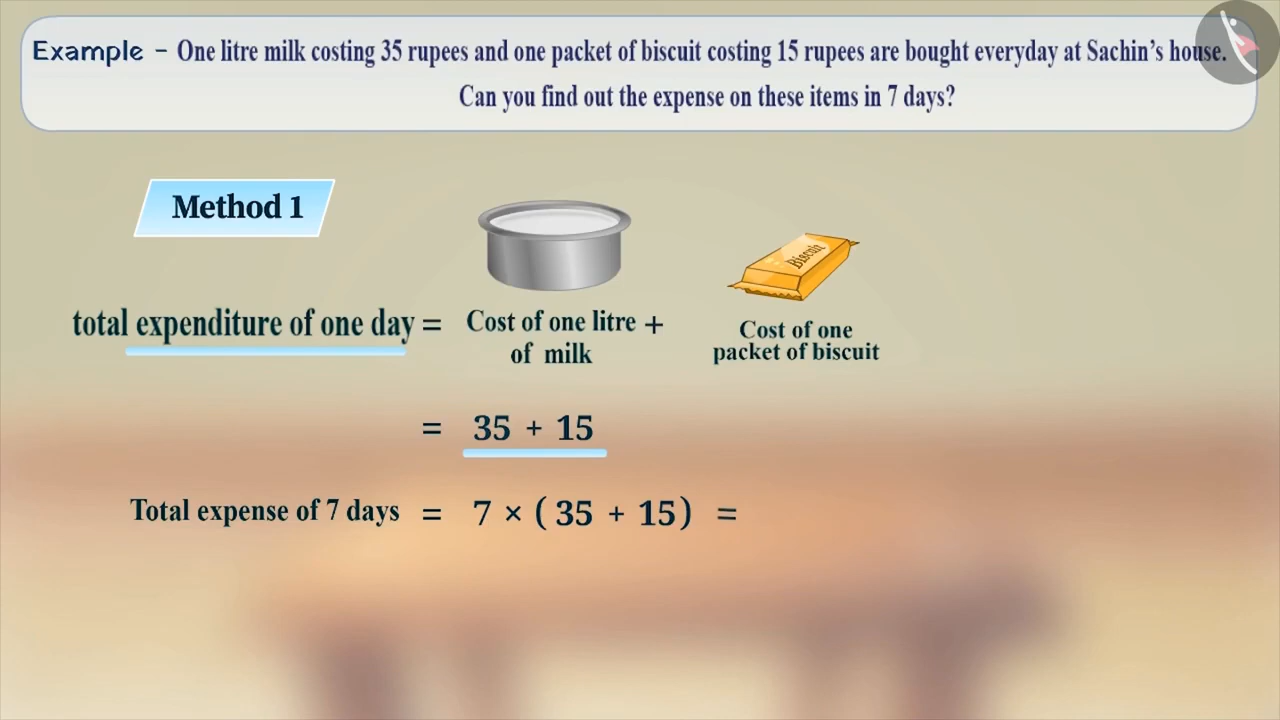 Example - One litre milk costing 35 rupees and one packet of biscuit costing 15 rupees are bought everyday at Sachin's house.
Can you find out the expense on these items in 7 days?
Method 1
Biscuit
total expenditure of one day = Cost of one litre + Cost of one
of milk packet of biscuit
= 35 + 15
Total expense of 7 days = 7 × ( 35 + 15 ) =